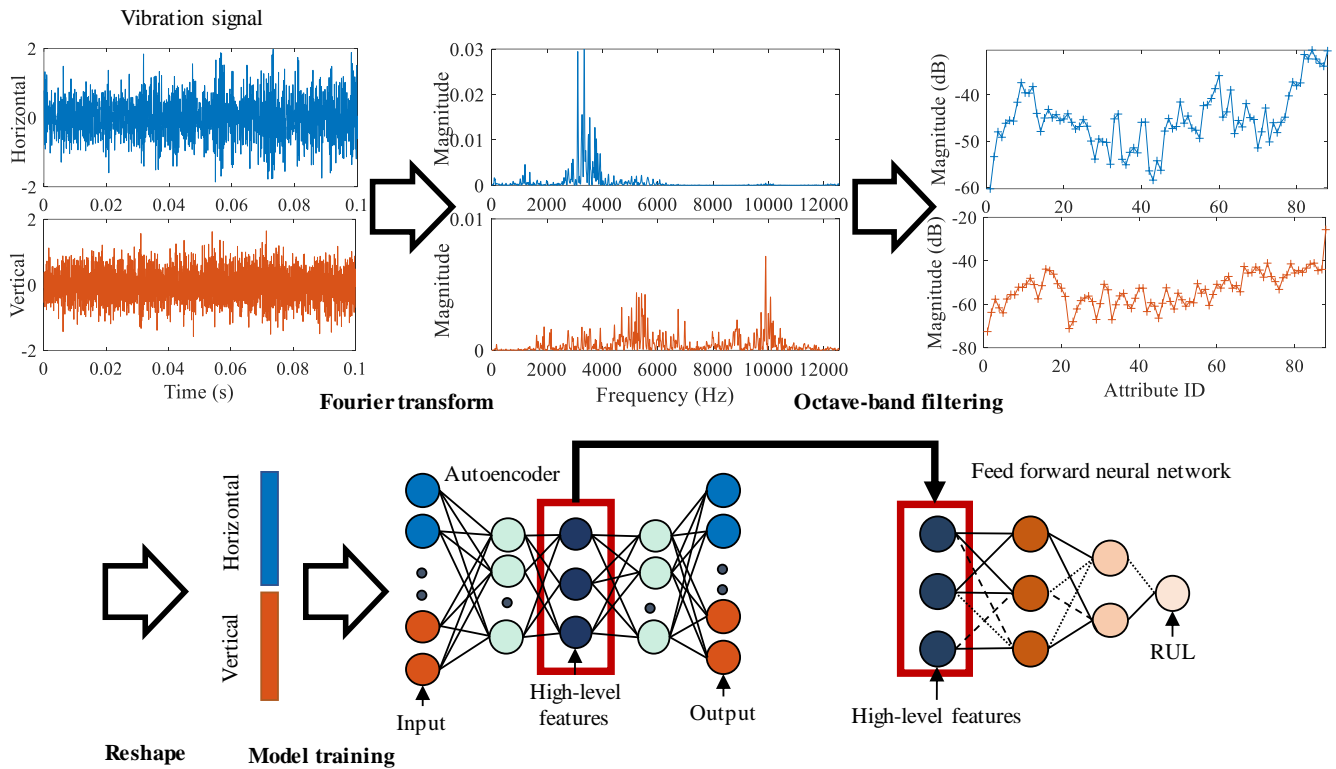 Vibration signal
Horizontal
2
0
-2
0
0.02
0.04
0.06
0.08
0.1
Vertical
2
0
-2
0
0.02
0.04
0.06
0.08
0.1
Time (s)
Magnitude
0.03
0.02
0.01
0
0
2000
4000
6000
8000
10000
12000
Magnitude
0.01
0
0
2000
4000
6000
8000
10000
12000
Frequency (Hz)
Magnitude (dB)
-40
-50
-60
0
20
40
60
80
Magnitude (dB)
-20
-40
-60
-80
0
20
40
60
80
Attribute ID
Fourier transform
Octave-band filtering
Horizontal
Vertical
Autoencoder
Feed forward neural network
Input
High-level
features
Output
High-level features
RUL
Reshape
Model training